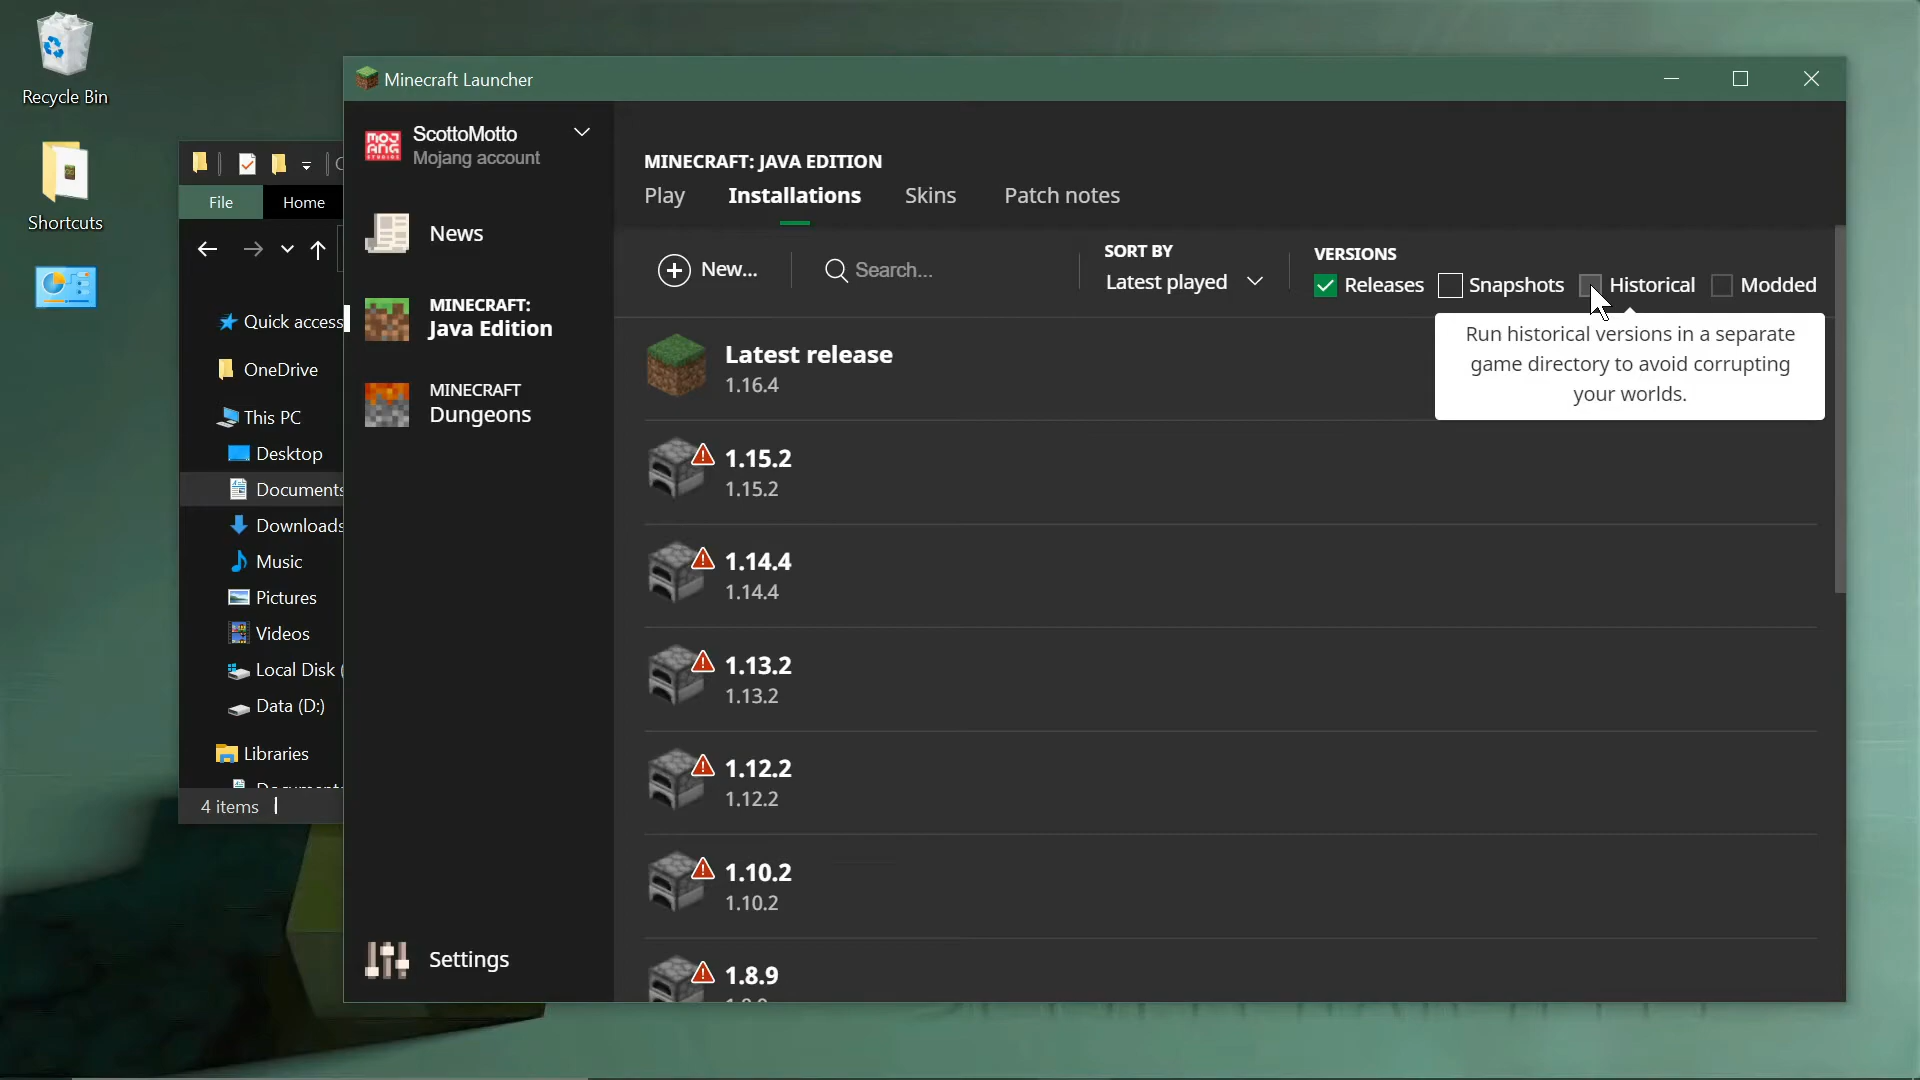 Recycle Bin
Shortcuts
File
Home
Quick access
OneDrive
This PC
Desktop
Documents
Downloads
Music
Pictures
Videos
Local Disk (
Data (D:)
Libraries
4 items
Minecraft Launcher
MOJANG STUDIOS
ScottoMotto
Mojang account
News
MINECRAFT:
Java Edition
MINECRAFT
Dungeons
Settings
MINECRAFT: JAVA EDITION
Play Installations Skins Patch notes
New...
Search...
SORT BY
Latest played
VERSIONS
Releases Snapshots Historical Modded
Run historical versions in a separate
game directory to avoid corrupting
your worlds.
Latest release
1.16.4
1.15.2
1.15.2
1.14.4
1.14.4
1.13.2
1.13.2
1.12.2
1.12.2
1.10.2
1.10.2
1.8.9